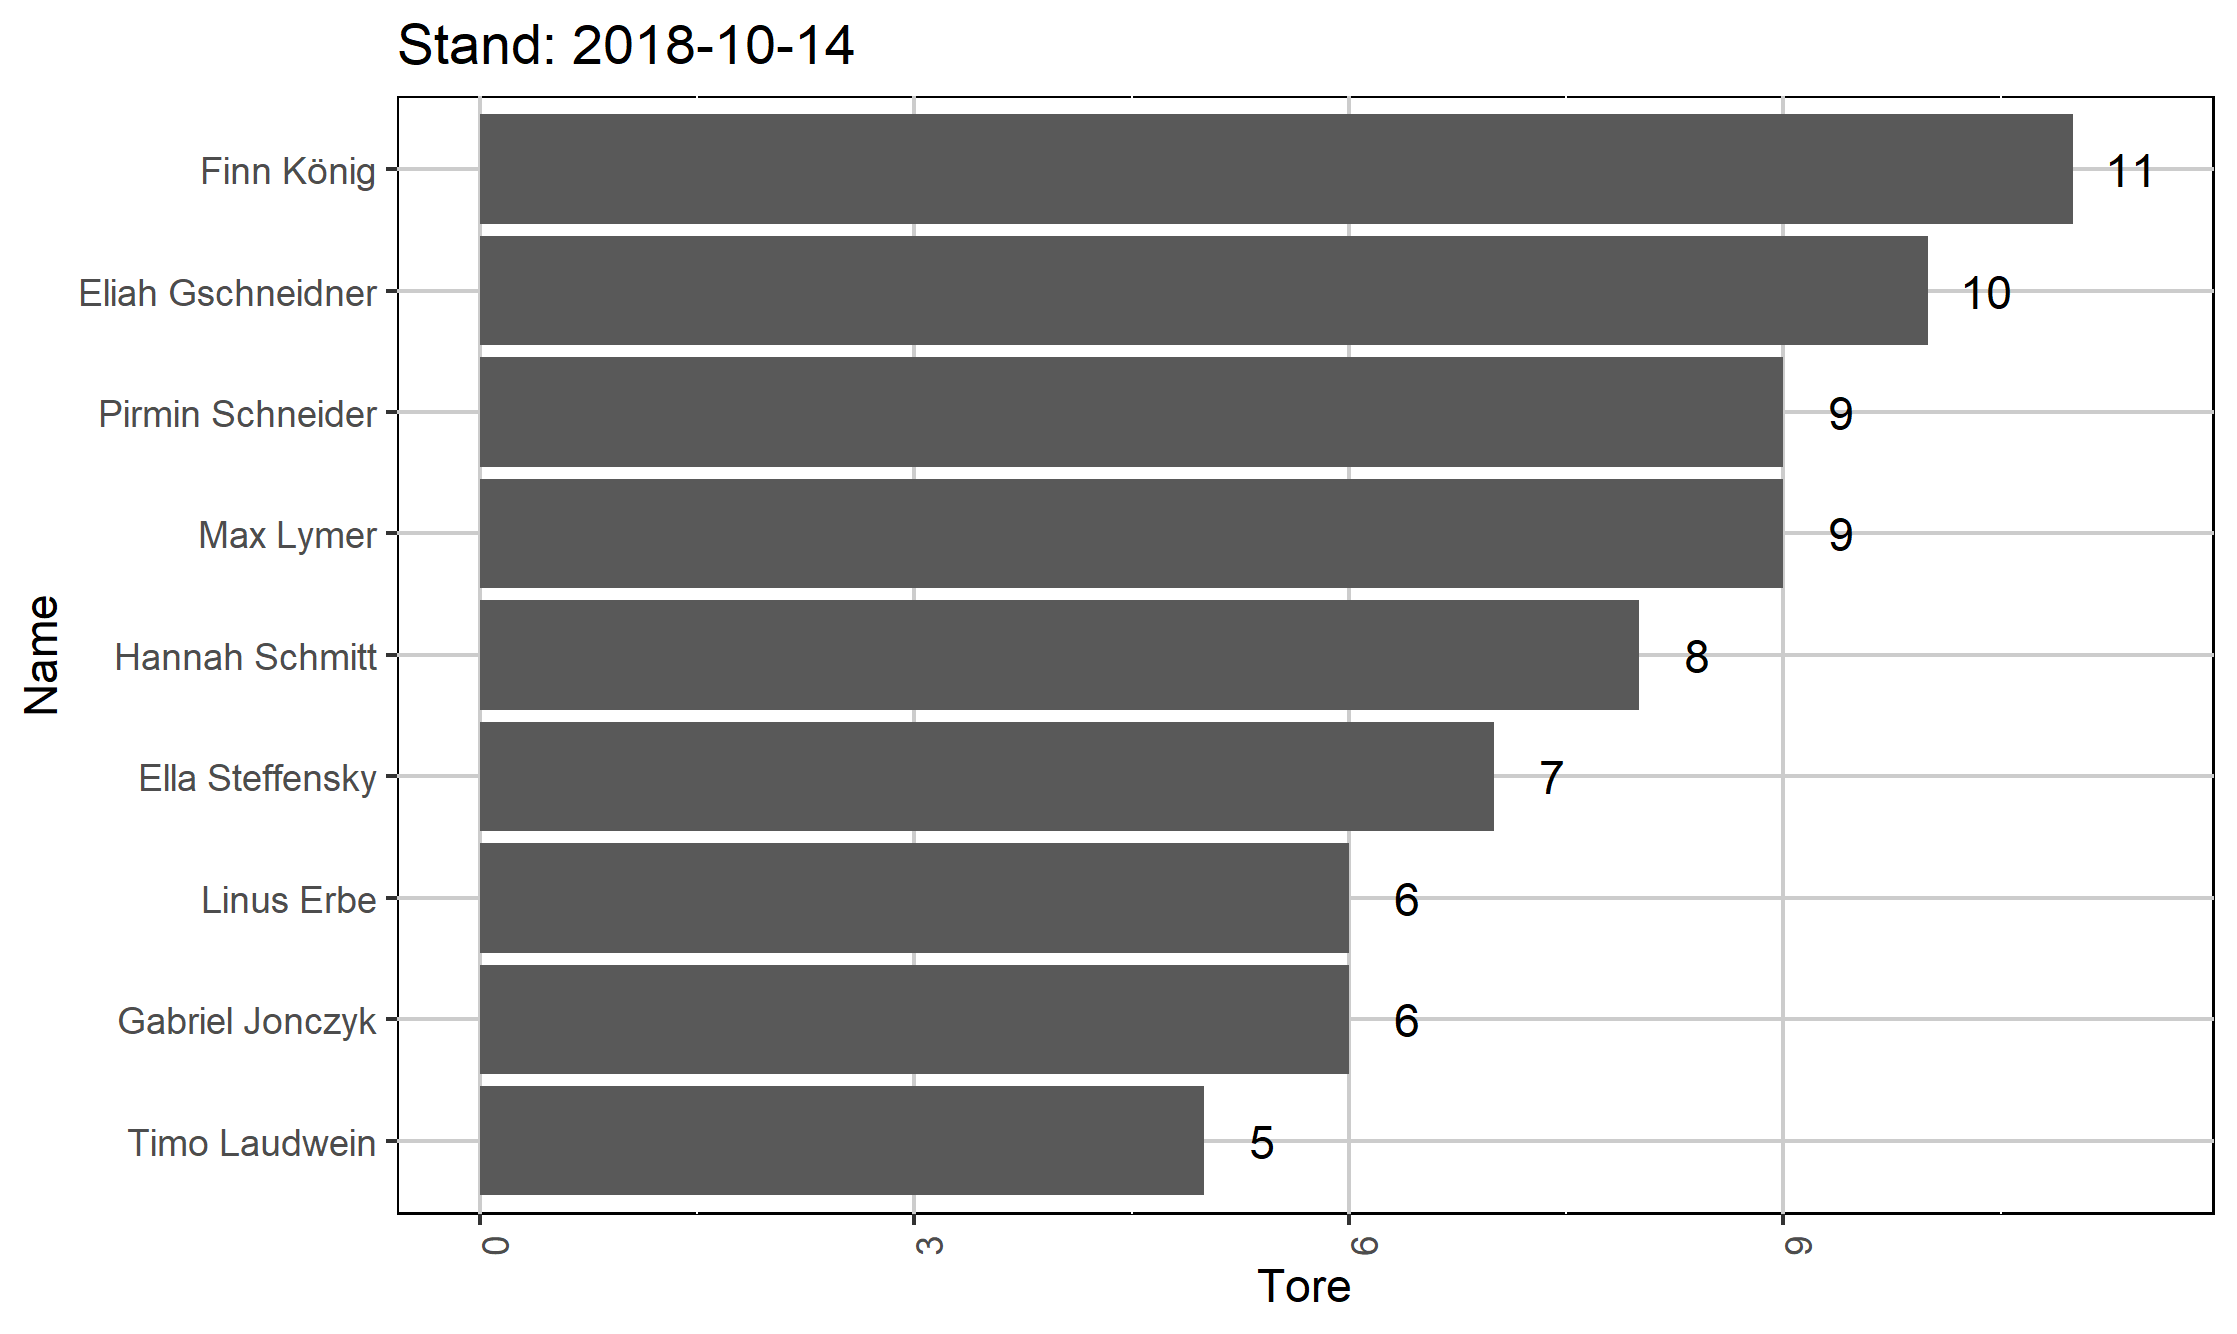 Stand: 2018-10-14
Name
Finn König 11
Eliah Gschneidner 10
Pirmin Schneider 9
Max Lymer 9
Hannah Schmitt 8
Ella Steffensky 7
Linus Erbe 6
Gabriel Jonczyk 6
Timo Laudwein 5
0 3 6 9
Tore